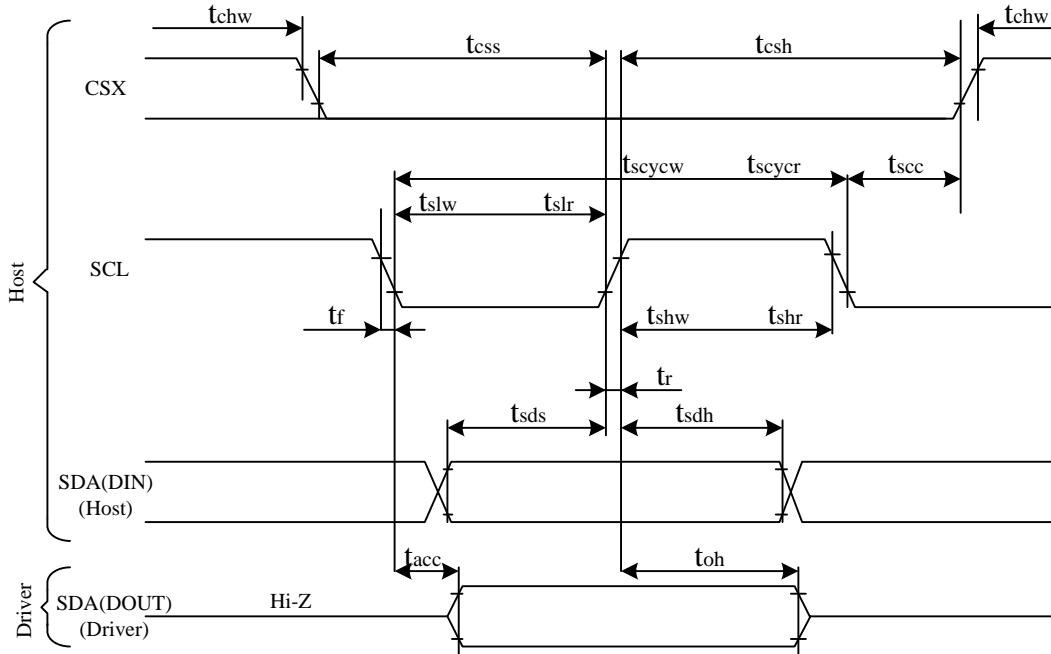 tchw
tchw
tcss
tcsh
CSX
tscycw
tscycr
tscc
tslw
tslr
Host
SCL
tf
tshw
tshr
tr
tsds
tsdh
SDA(DIN)
(Host)
tacc
toh
Driver
SDA(DOUT)
(Driver)
Hi-Z